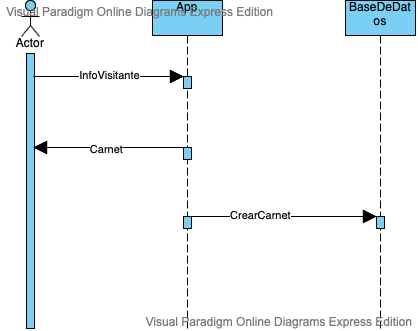 Visual Paradigm Online Diagrams Express Edition
App
BaseDeDat
os
Actor
InfoVisitante
Carnet
CrearCarnet
Visual Paradigm Online Diagrams Express Edition